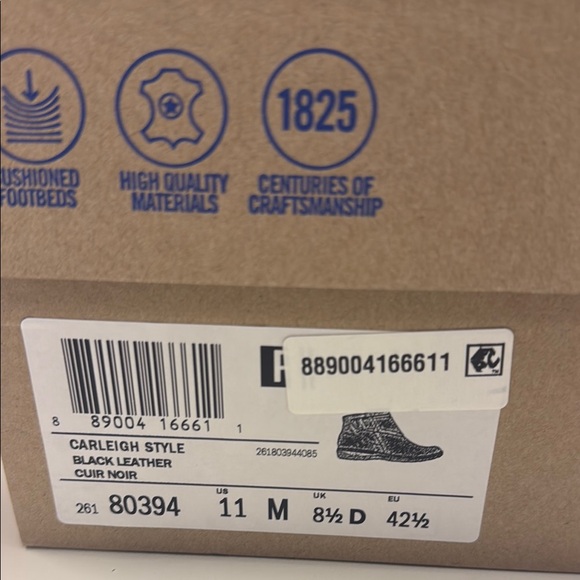 1825
USHIONED
FOOTBEDS
HIGH QUALITY
MATERIALS
CENTURIES OF
CRAFTSMANSHIP
889004166611
8 89004 16661 1
CARLEIGH STYLE
BLACK LEATHER
CUIR NOIR
261803944085
261 80394
US
11 M
UK
8½ D
EU
42½